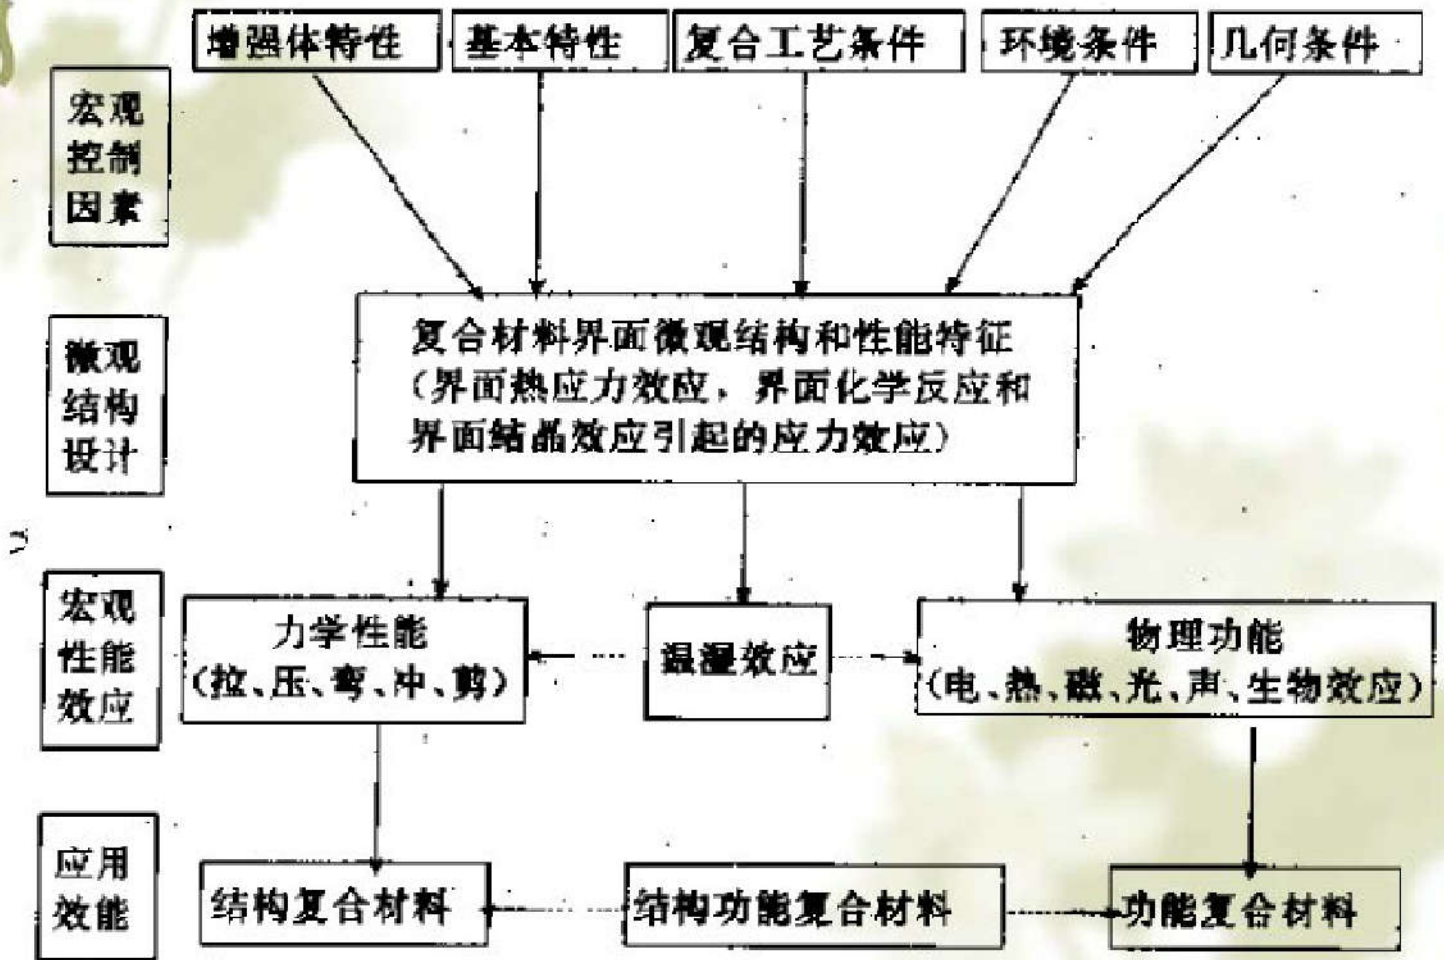 增强体特性
基本特性
复合工艺条件
环境条件
几何条件
宏观
控制
因素
微观
结构
设计
复合材料界面微观结构和性能特征
（界面热应力效应，界面化学反应和
界面结晶效应引起的应力效应）
宏观
性能
效应
力学性能
（拉、压、弯、冲、剪）
温湿效应
物理功能
（电、热、磁、光、声、生物效应）
应用
效能
结构复合材料
结构功能复合材料
功能复合材料